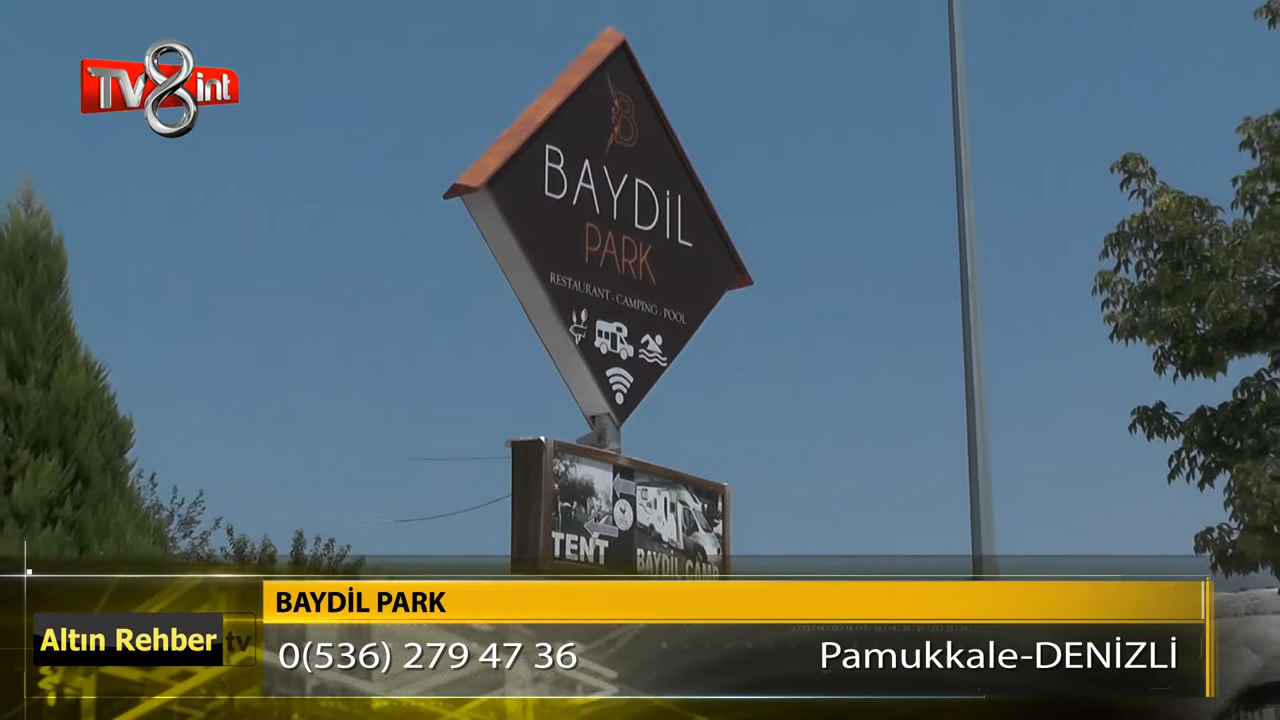 TV8int
B
BAYDİL
PARK
RESTAURANT - CAMPING - POOL
TENT
BAYDİL CAMP
BAYDİL PARK
Altın Rehber tv
0(536) 279 47 36
Pamukkale-DENİZLİ